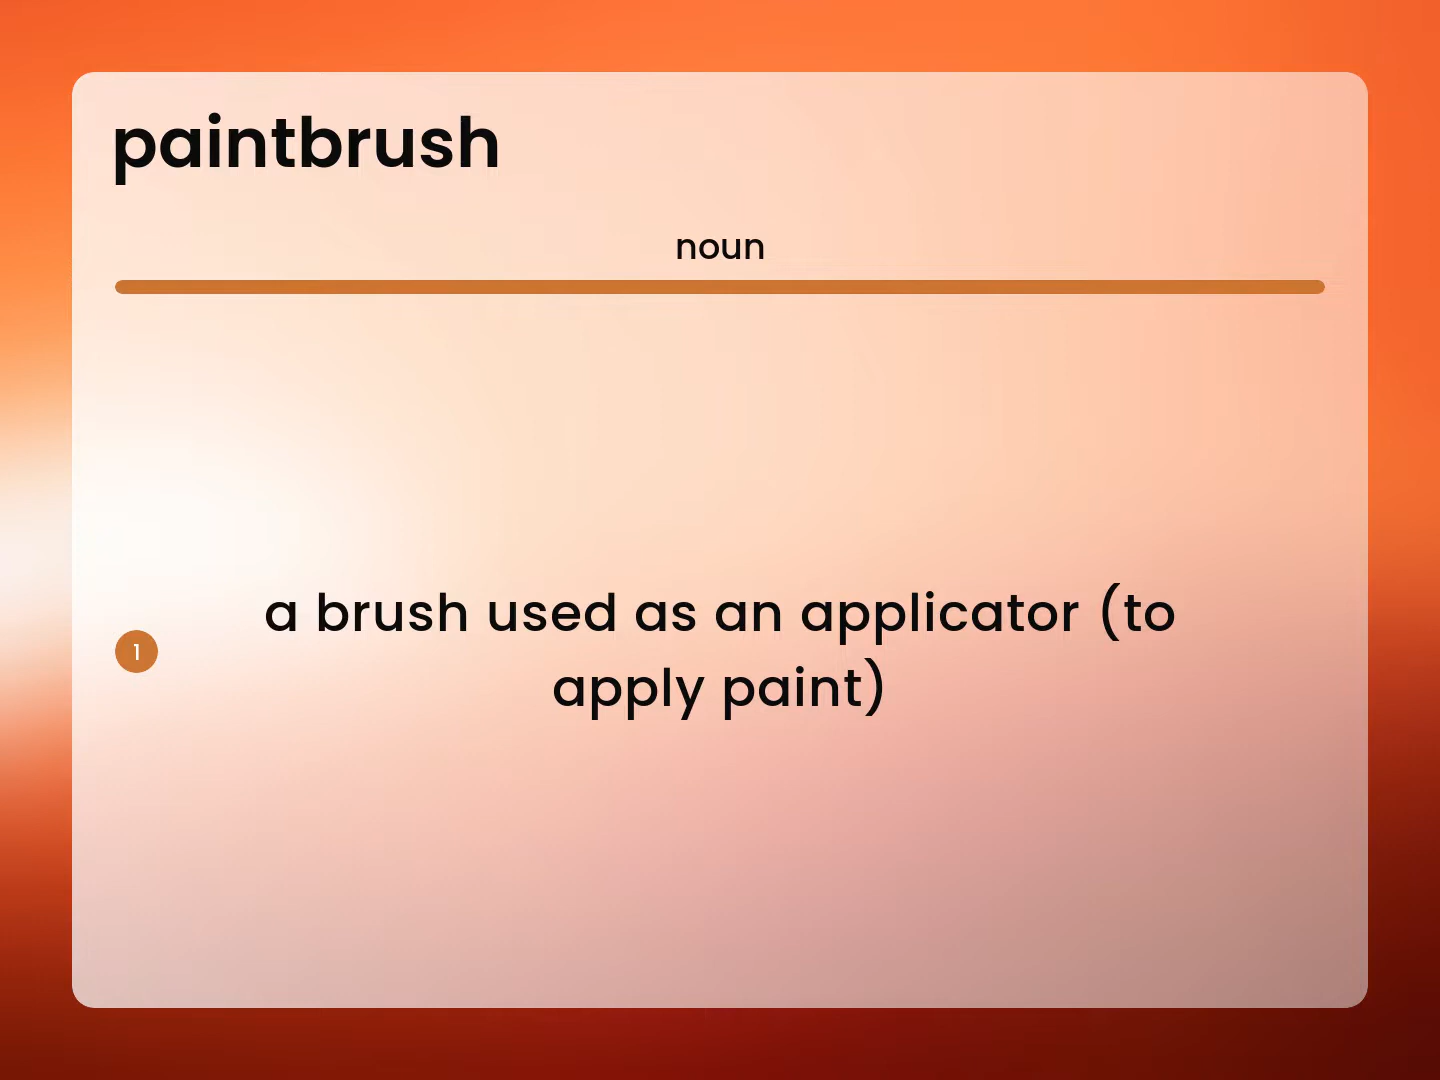 paintbrush
noun
1
a brush used as an applicator (to
apply paint)